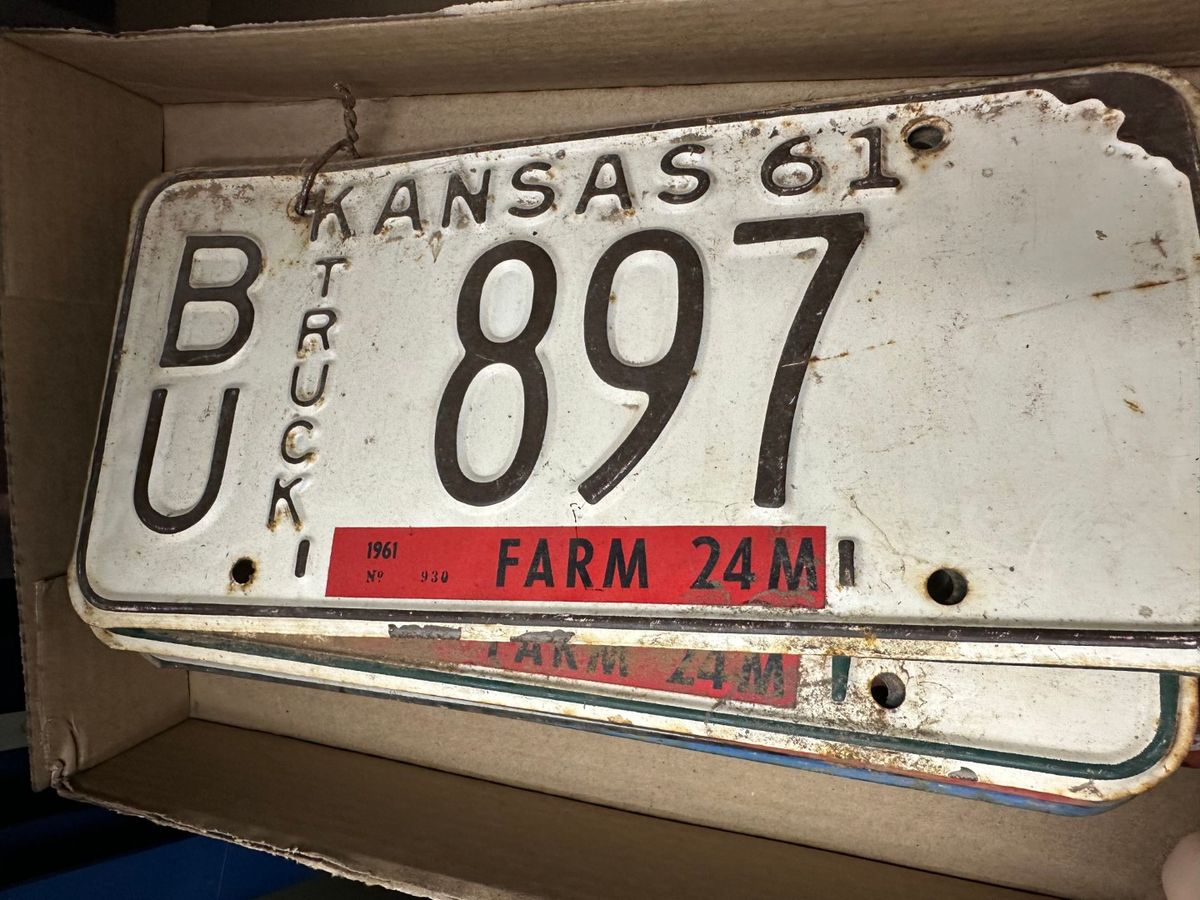 KANSAS 61
BU
TRUCK
897
1961
Nº 930
FARM 24M
FARM 24M